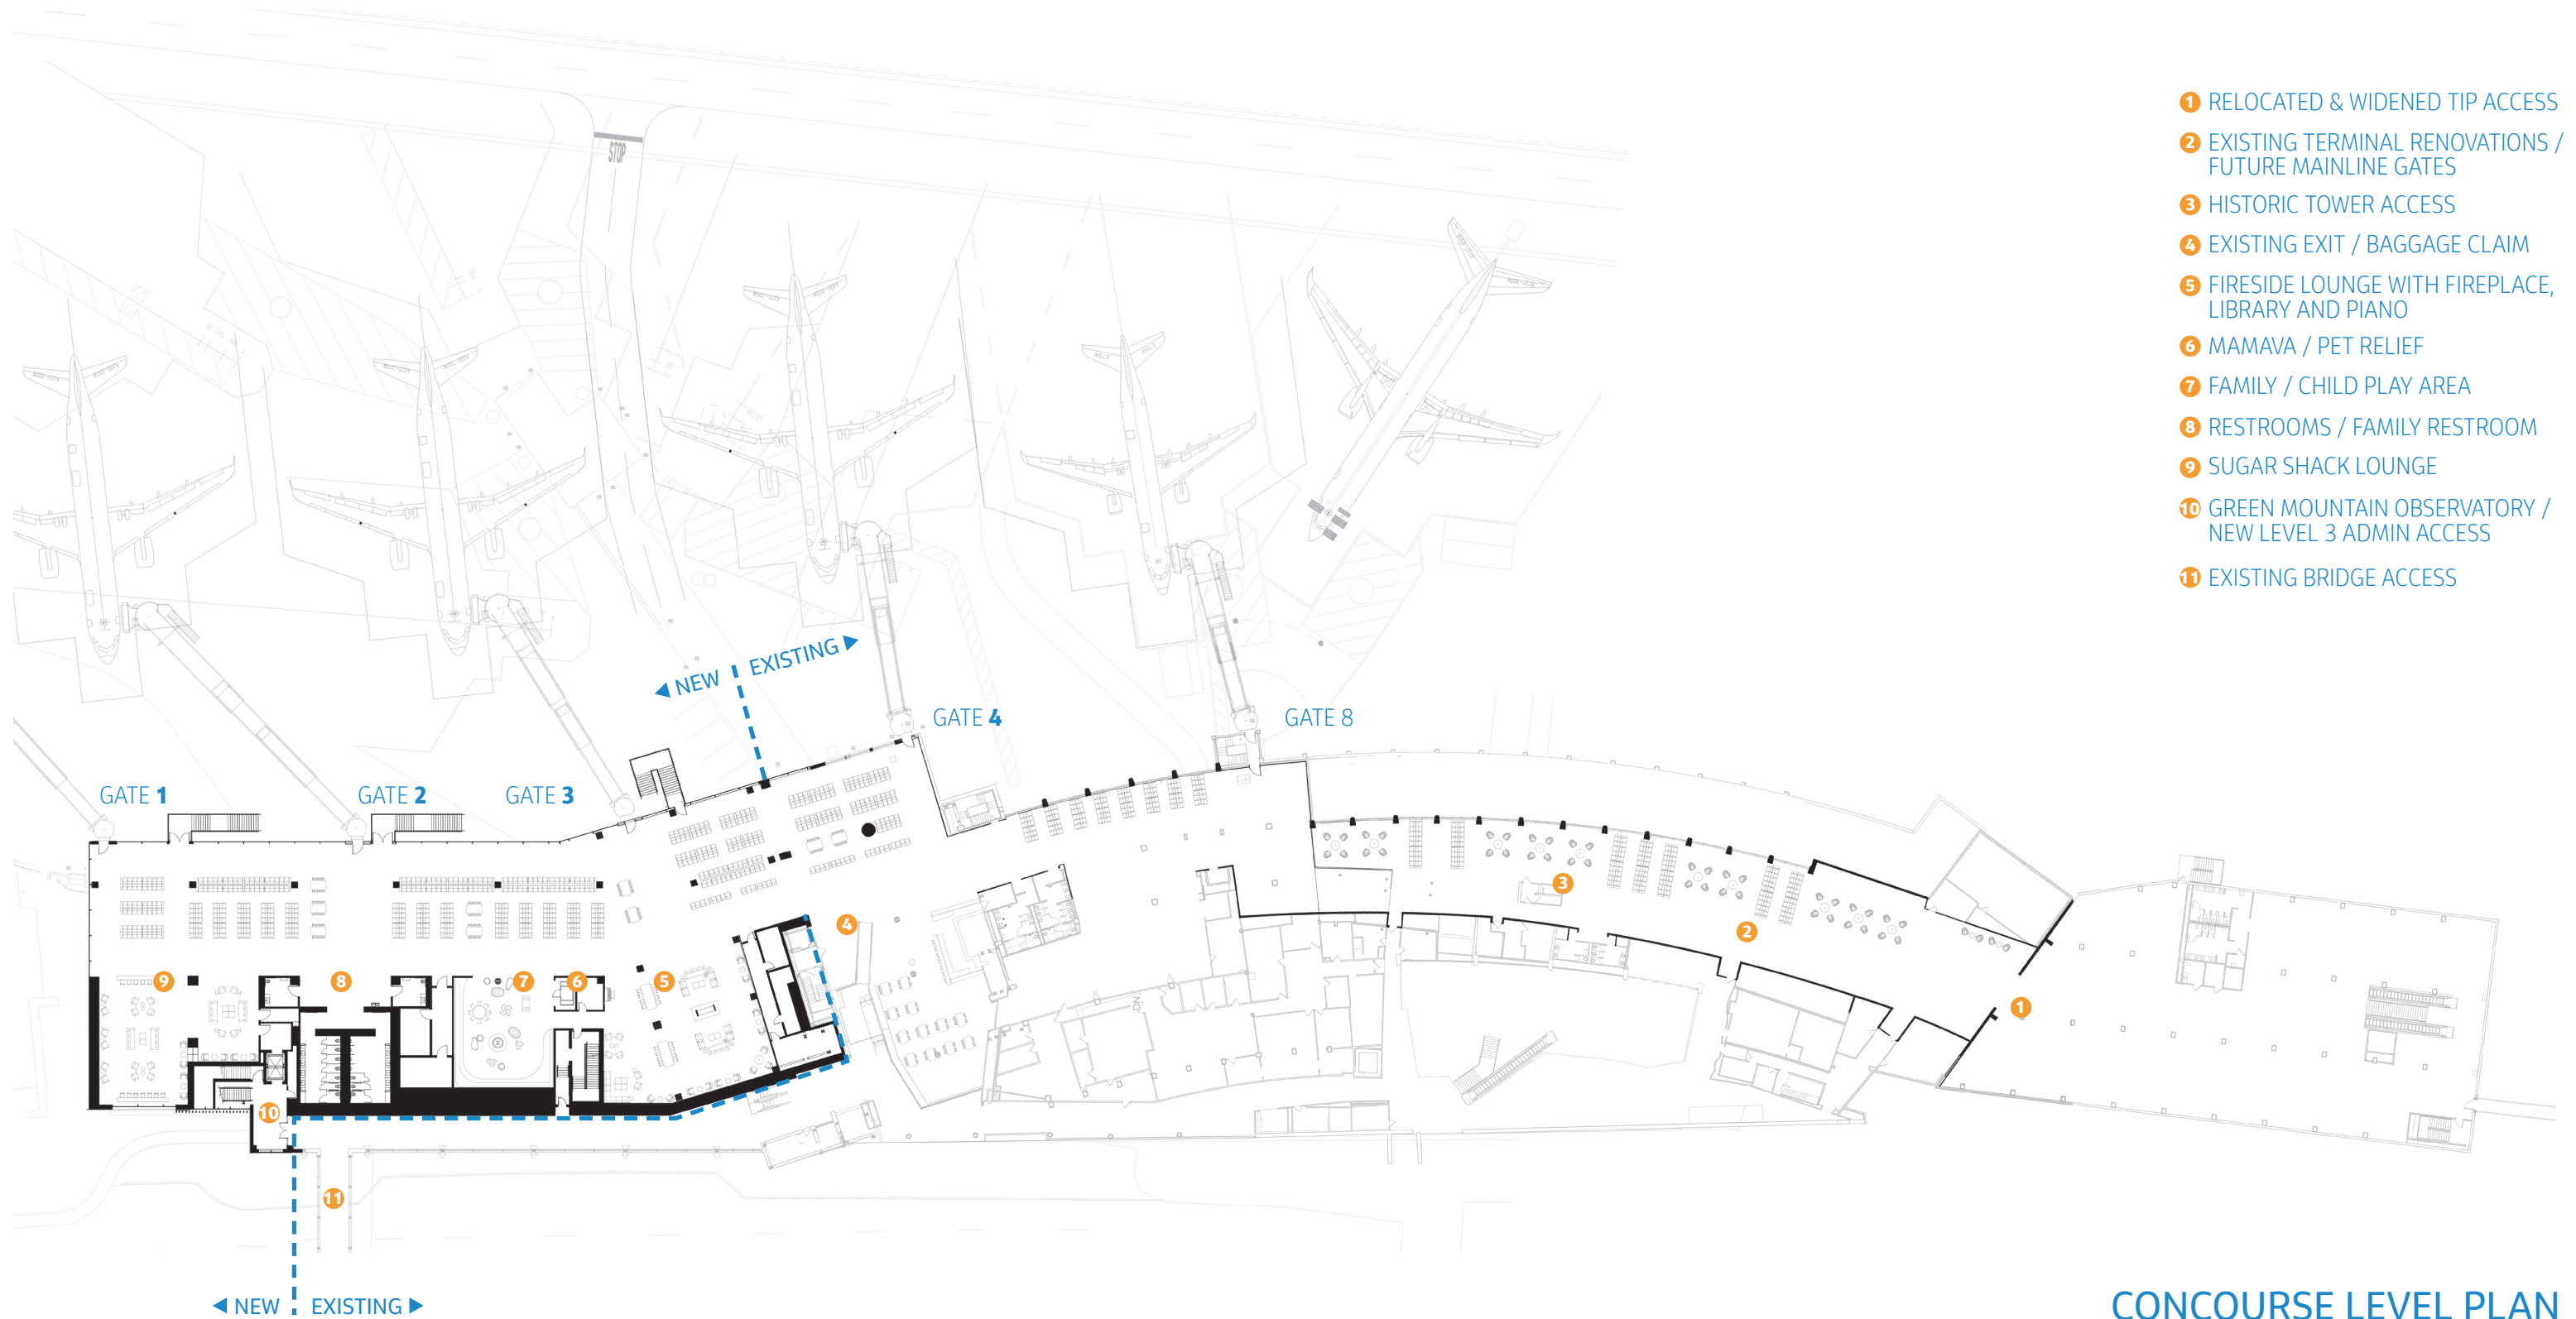 1 RELOCATED & WIDENED TIP ACCESS
2 EXISTING TERMINAL RENOVATIONS /
FUTURE MAINLINE GATES
3 HISTORIC TOWER ACCESS
4 EXISTING EXIT / BAGGAGE CLAIM
5 FIRESIDE LOUNGE WITH FIREPLACE,
LIBRARY AND PIANO
6 MAMAVA / PET RELIEF
7 FAMILY / CHILD PLAY AREA
8 RESTROOMS / FAMILY RESTROOM
9 SUGAR SHACK LOUNGE
10 GREEN MOUNTAIN OBSERVATORY /
NEW LEVEL 3 ADMIN ACCESS
11 EXISTING BRIDGE ACCESS
STOP
NEW EXISTING
GATE 4
GATE 8
GATE 1
GATE 2
GATE 3
3
4
2
9
8
7
6
5
1
10
11
NEW EXISTING
CONCOURSE LEVEL PLAN